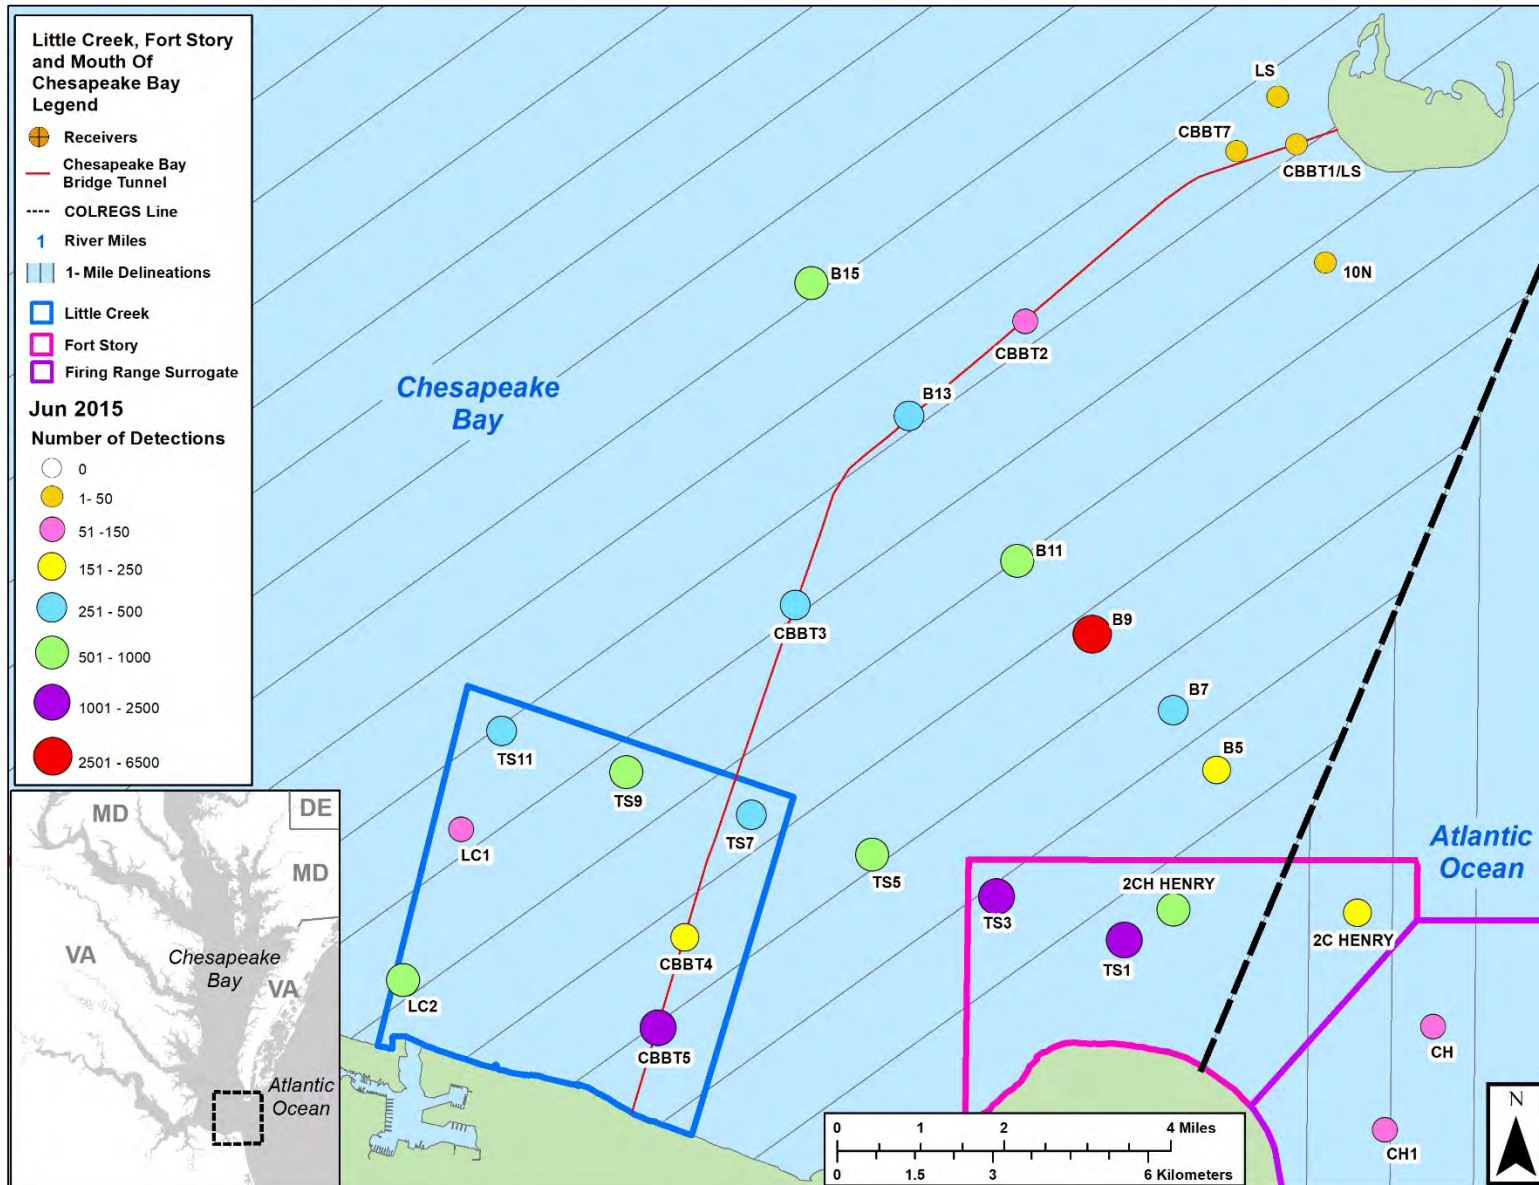 Little Creek, Fort Story
and Mouth Of
Chesapeake Bay
Legend
Receivers
Chesapeake Bay
Bridge Tunnel
COLREGS Line
1 River Miles
1- Mile Delineations
Little Creek
Fort Story
Firing Range Surrogate
Jun 2015
Number of Detections
0
1- 50
51 -150
151 - 250
251 - 500
501 - 1000
1001 - 2500
2501 - 6500
MD
DE
MD
VA
Chesapeake
Bay
VA
Atlantic
Ocean
LS
CBBT7
CBBT1/LS
10N
B15
CBBT2
Chesapeake
Bay
B13
B11
CBBT3
B9
B7
B5
TS11
TS9
TS7
LC1
TS5
Atlantic
Ocean
2CH HENRY
TS3
2C HENRY
TS1
CBBT4
LC2
CH
CBBT5
CH1
N
0 1 2 4 Miles
0 1.5 3 6 Kilometers